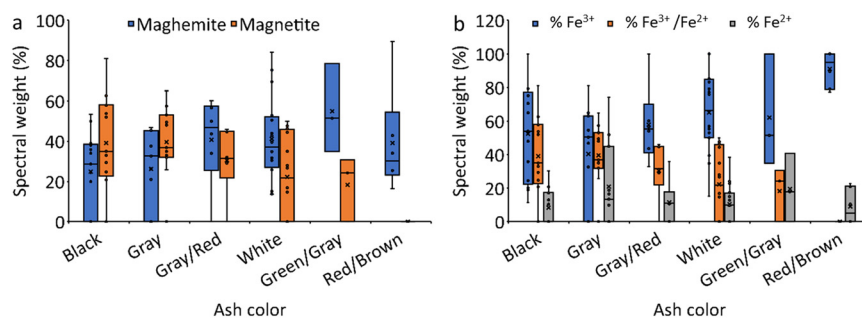 a
Maghemite Magnetite
Spectral weight (%)
100
80
60
40
20
0
Black
Gray
Gray/Red
White
Green/Gray
Red/Brown
Ash color
b
% Fe3+ % Fe3+/Fe2+ % Fe2+
Spectral weight (%)
120
100
80
60
40
20
0
Black
Gray
Gray/Red
White
Green/Gray
Red/Brown
Ash color